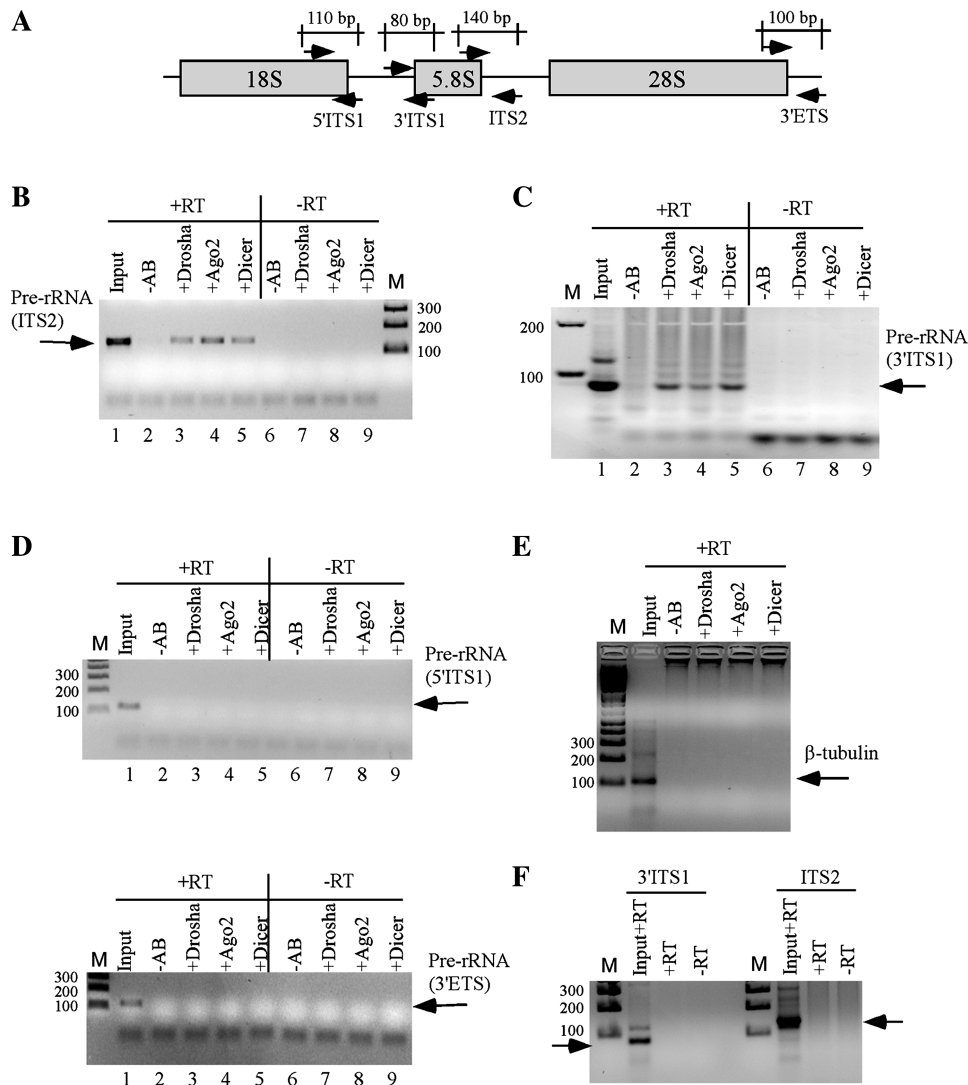 A
110 bp
80 bp
140 bp
100 bp
18S
5.8S
28S
5'ITS1
3'ITS1
ITS2
3'ETS
B
+RT
-RT
Input
-AB
+Drosha
+Ago2
+Dicer
-AB
+Drosha
+Ago2
+Dicer
M
Pre-rRNA
(ITS2)
300
200
100
1 2 3 4 5 6 7 8 9
C
+RT
-RT
M
Input
-AB
+Drosha
+Ago2
+Dicer
-AB
+Drosha
+Ago2
+Dicer
200
100
Pre-rRNA
(3'ITS1)
1 2 3 4 5 6 7 8 9
D
+RT
-RT
M
Input
-AB
+Drosha
+Ago2
+Dicer
-AB
+Drosha
+Ago2
+Dicer
300
200
100
Pre-rRNA
(5'ITS1)
1 2 3 4 5 6 7 8 9
E
+RT
M
Input
-AB
+Drosha
+Ago2
+Dicer
300
200
100
β-tubulin
+RT
-RT
M
Input
-AB
+Drosha
+Ago2
+Dicer
-AB
+Drosha
+Ago2
+Dicer
300
200
100
Pre-rRNA
(3'ETS)
1 2 3 4 5 6 7 8 9
F
3'ITS1
ITS2
M
Input+RT
+RT
-RT
M
Input+RT
+RT
-RT
300
200
100
300
200
100